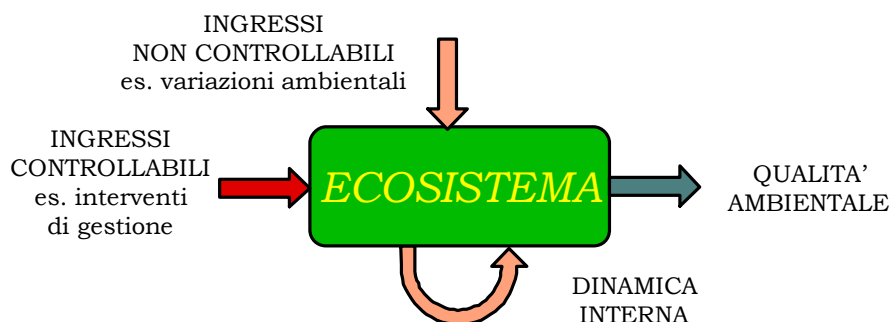 INGRESSI
NON CONTROLLABILI
es. variazioni ambientali
INGRESSI
CONTROLLABILI
es. interventi
di gestione
ECOSISTEMA
QUALITA’
AMBIENTALE
DINAMICA
INTERNA